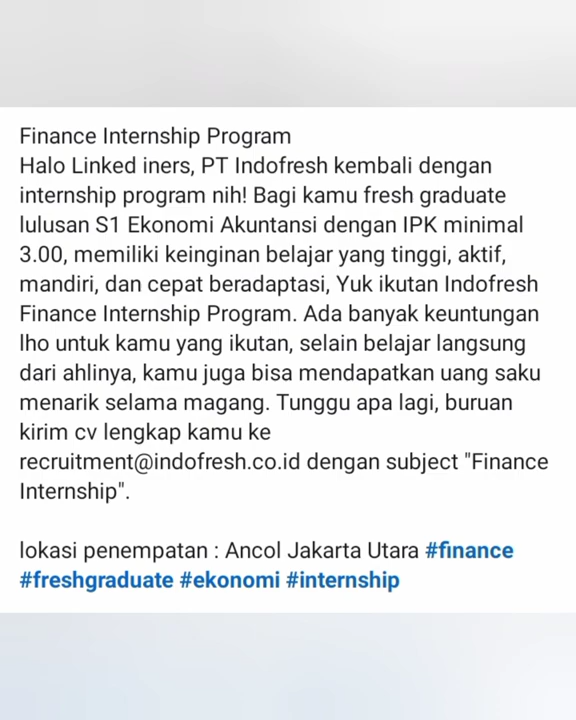 Finance Internship Program
Halo Linked iners, PT Indofresh kembali dengan
internship program nih! Bagi kamu fresh graduate
lulusan S1 Ekonomi Akuntansi dengan IPK minimal
3.00, memiliki keinginan belajar yang tinggi, aktif,
mandiri, dan cepat beradaptasi, Yuk ikutan Indofresh
Finance Internship Program. Ada banyak keuntungan
lho untuk kamu yang ikutan, selain belajar langsung
dari ahlinya, kamu juga bisa mendapatkan uang saku
menarik selama magang. Tunggu apa lagi, buruan
kirim cv lengkap kamu ke
recruitment@indofresh.co.id dengan subject "Finance
Internship".
lokasi penempatan : Ancol Jakarta Utara #finance
#freshgraduate #ekonomi #internship